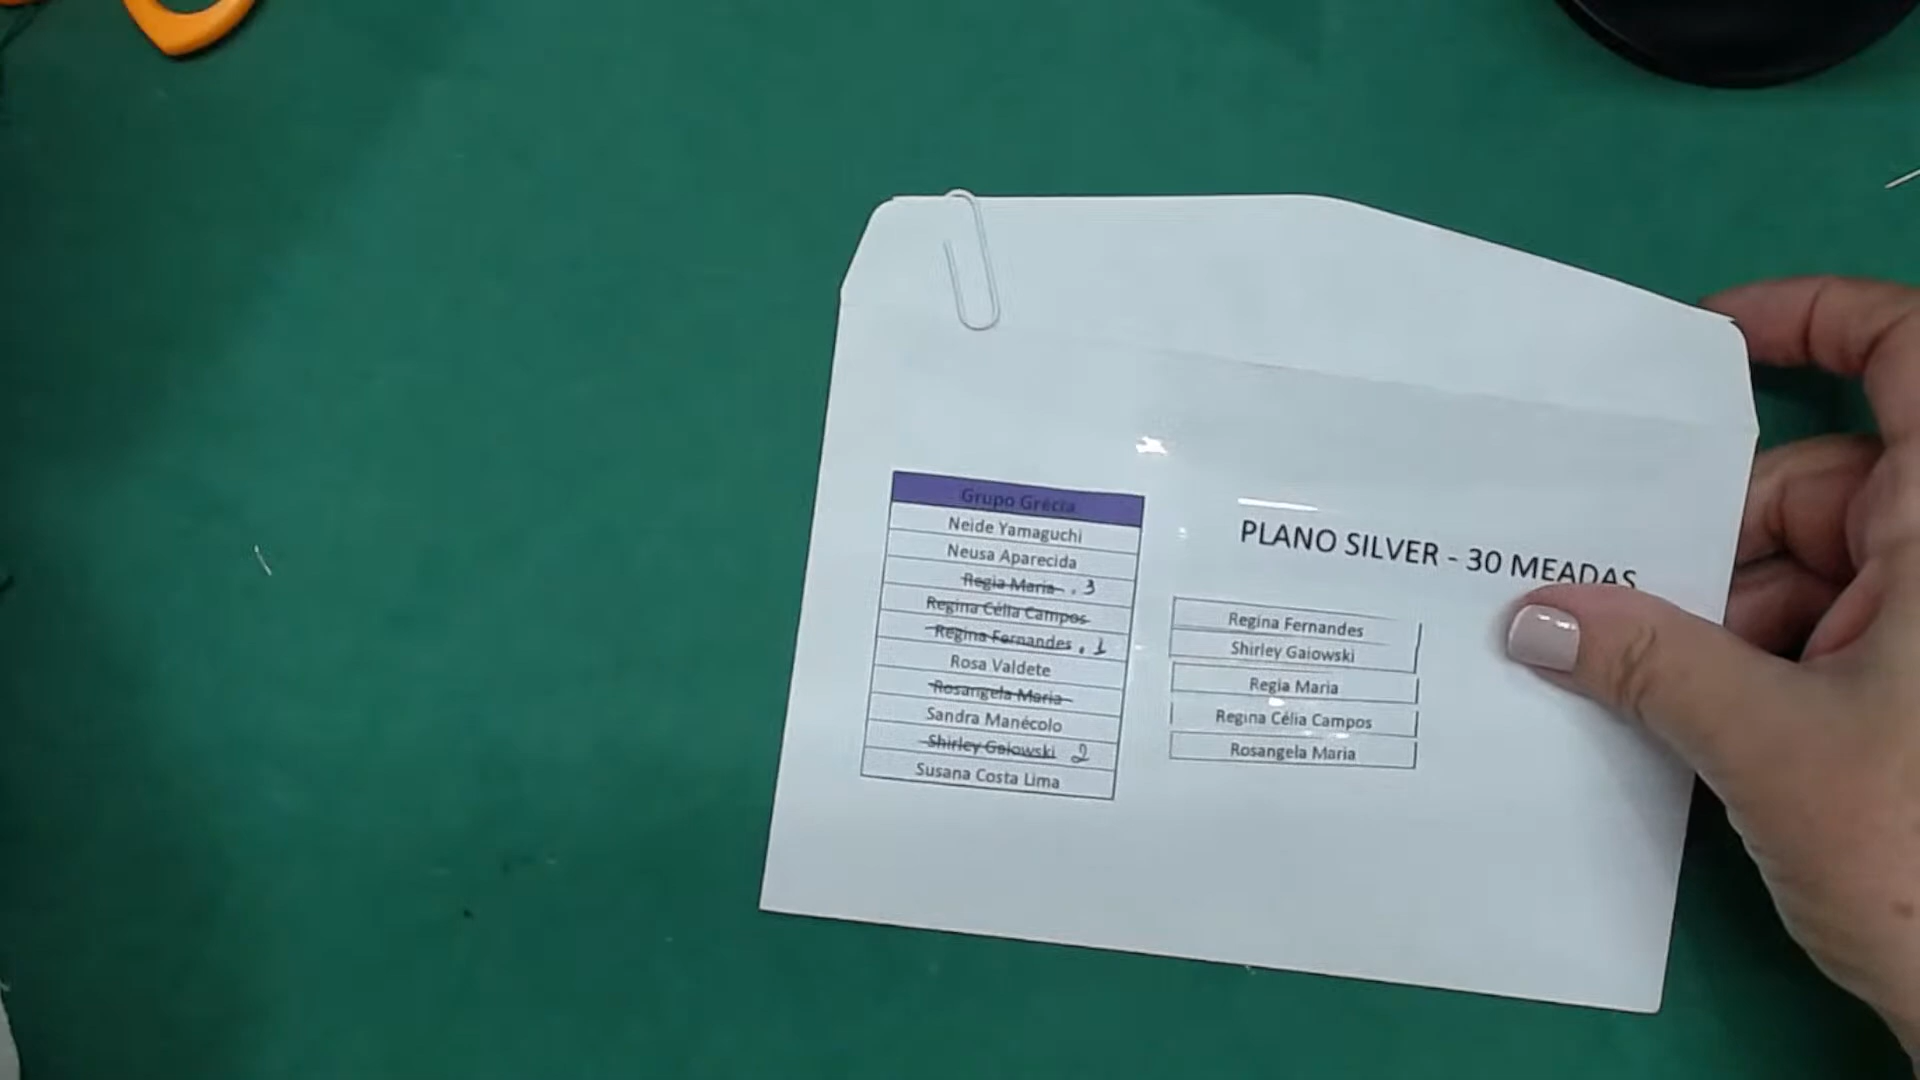 Grupo Grécia
Neide Yamaguchi
Neusa Aparecida
Regia Maria . 3
Regina Célia Campos
Regina Fernandes . 1
Rosa Valdete
Rosangela Maria
Sandra Manécolo
Shirley Gaiowski 2
Susana Costa Lima
PLANO SILVER - 30 MEADAS
Regina Fernandes
Shirley Gaiowski
Regia Maria
Regina Célia Campos
Rosangela Maria